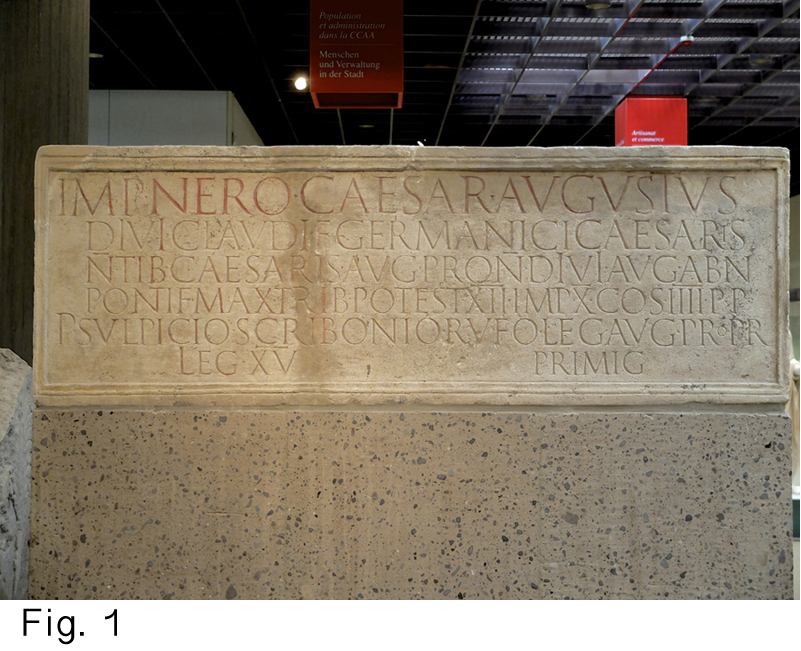 Population
et administration
dans la CCAA
Menschen
und Verwaltung
in der Stadt
Artisanat
et commerce
IMP·NERO·CAESAR·AVGVSTVS
DIVI CLAVDI F GERMANICI CAESARIS
N TIB CAESARIS AVG PRON DIVI AVG ABN
PONTIF MAX TRIB·POTEST XII·IMP X COS IIII P·P
P SVLPICIO SCRIBONIO RVFO LEG AVG PR·PR
LEG·XV PRIMIG
Fig. 1